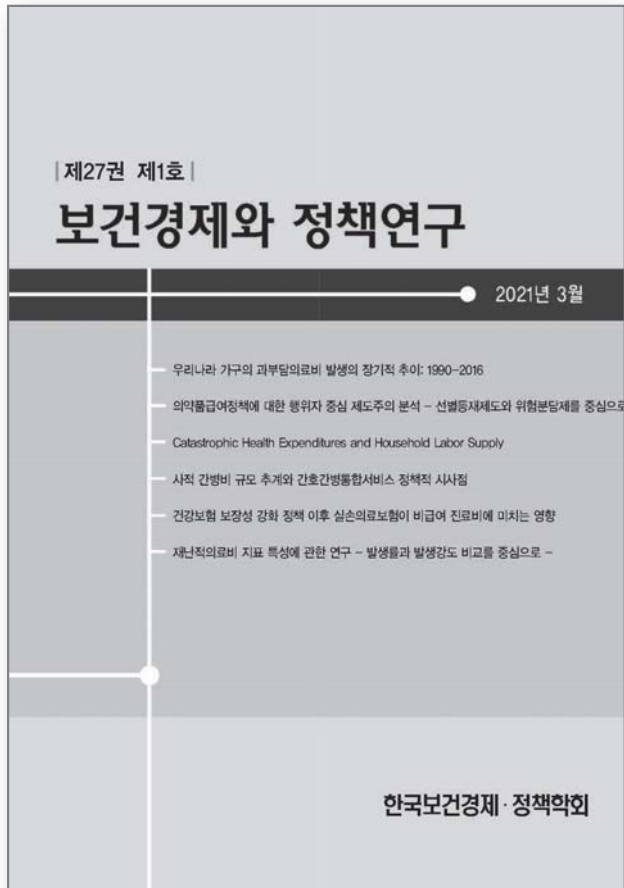 |제27권 제1호|
보건경제와 정책연구
2021년 3월
우리나라 가구의 과부담의료비 발생의 장기적 추이: 1990-2016
의약품급여정책에 대한 행위자 중심 제도주의 분석 - 선별등재제도와 위험분담제를 중심으로
Catastrophic Health Expenditures and Household Labor Supply
사적 간병비 규모 추계와 간호간병통합서비스 정책적 시사점
건강보험 보장성 강화 정책 이후 실손의료보험이 비급여 진료비에 미치는 영향
재난적의료비 지표 특성에 관한 연구 - 발생률과 발생강도 비교를 중심으로 -
한국보건경제·정책학회